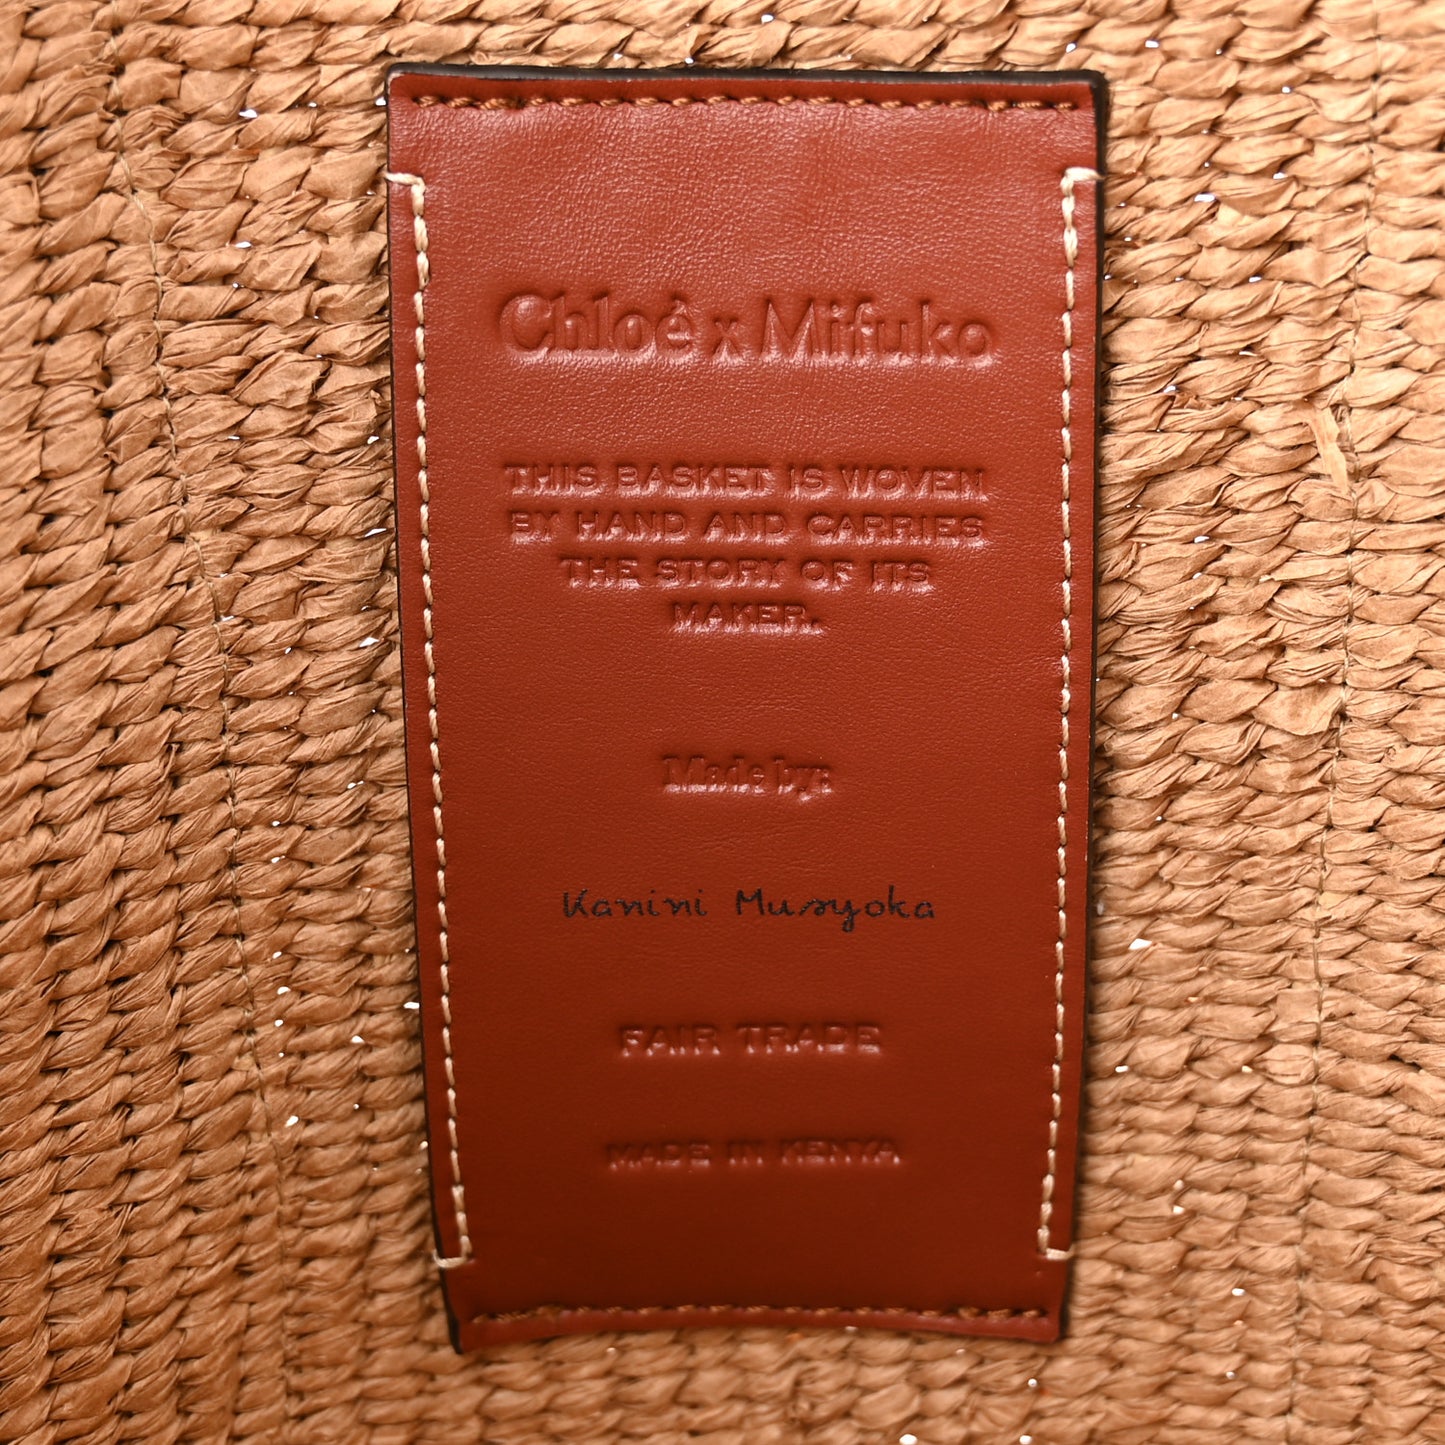 Chloé x Mifuko
THIS BASKET IS WOVEN
BY HAND AND CARRIES
THE STORY OF ITS
MAKER.
Made by:
Kanini Musyoka
FAIR TRADE
MADE IN KENYA